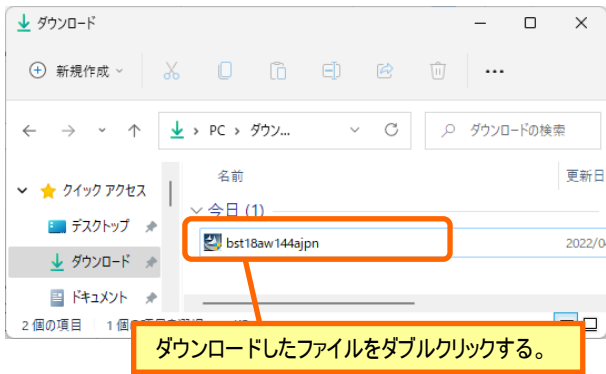 ダウンロード
新規作成
PC › ダウン...
ダウンロードの検索
クイック アクセス
デスクトップ
ダウンロード
ドキュメント
名前
更新日
今日 (1)
bst18aw144ajpn
2022/0
2 個の項目
1 個
ダウンロードしたファイルをダブルクリックする。